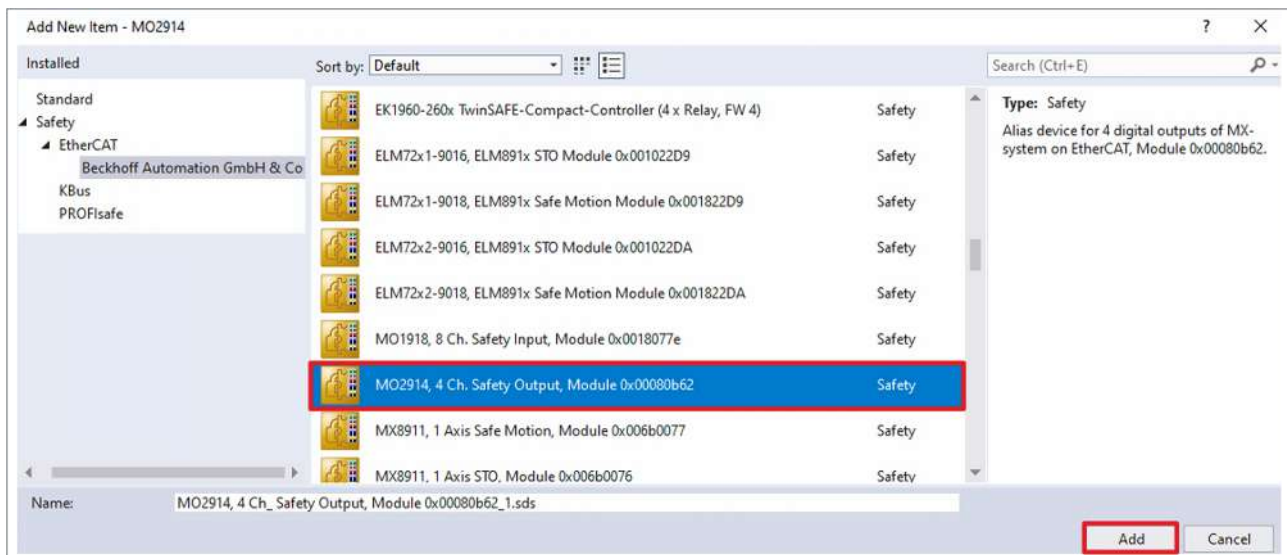 Add New Item - MO2914
? X
Installed
Sort by: Default
Search (Ctrl+E)
Standard
Safety
EtherCAT
Beckhoff Automation GmbH & Co
KBus
PROFIsafe
EK1960-260x TwinSAFE-Compact-Controller (4 x Relay, FW 4) Safety
ELM72x1-9016, ELM891x STO Module 0x001022D9 Safety
ELM72x1-9018, ELM891x Safe Motion Module 0x001822D9 Safety
ELM72x2-9016, ELM891x STO Module 0x001022DA Safety
ELM72x2-9018, ELM891x Safe Motion Module 0x001822DA Safety
MO1918, 8 Ch. Safety Input, Module 0x0018077e Safety
MO2914, 4 Ch. Safety Output, Module 0x00080b62 Safety
MX8911, 1 Axis Safe Motion, Module 0x006b0077 Safety
MX8911, 1 Axis STO, Module 0x006b0076 Safety
Type: Safety
Alias device for 4 digital outputs of MX-
system on EtherCAT, Module 0x00080b62.
Name: MO2914, 4 Ch_ Safety Output, Module 0x00080b62_1.sds
Add Cancel